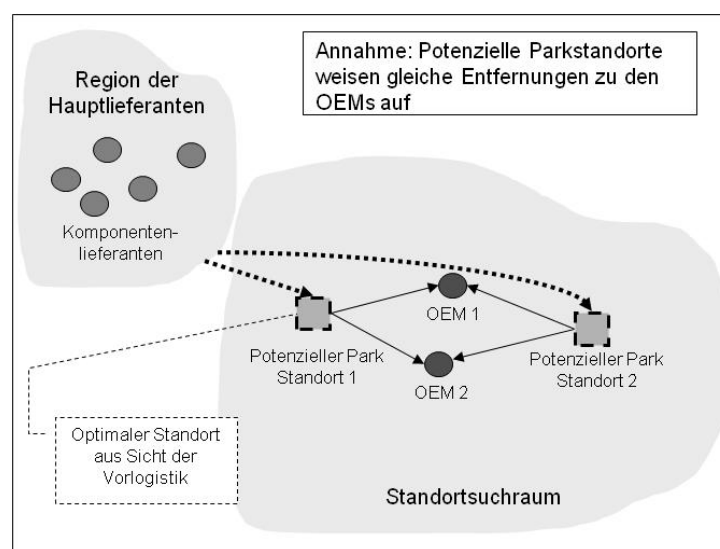 Region der
Hauptlieferanten
Annahme: Potenzielle Parkstandorte
weisen gleiche Entfernungen zu den
OEMs auf
Komponenten-
lieferanten
OEM 1
Potenzieller Park
Standort 1
OEM 2
Potenzieller Park
Standort 2
Optimaler Standort
aus Sicht der
Vorlogistik
Standortsuchraum